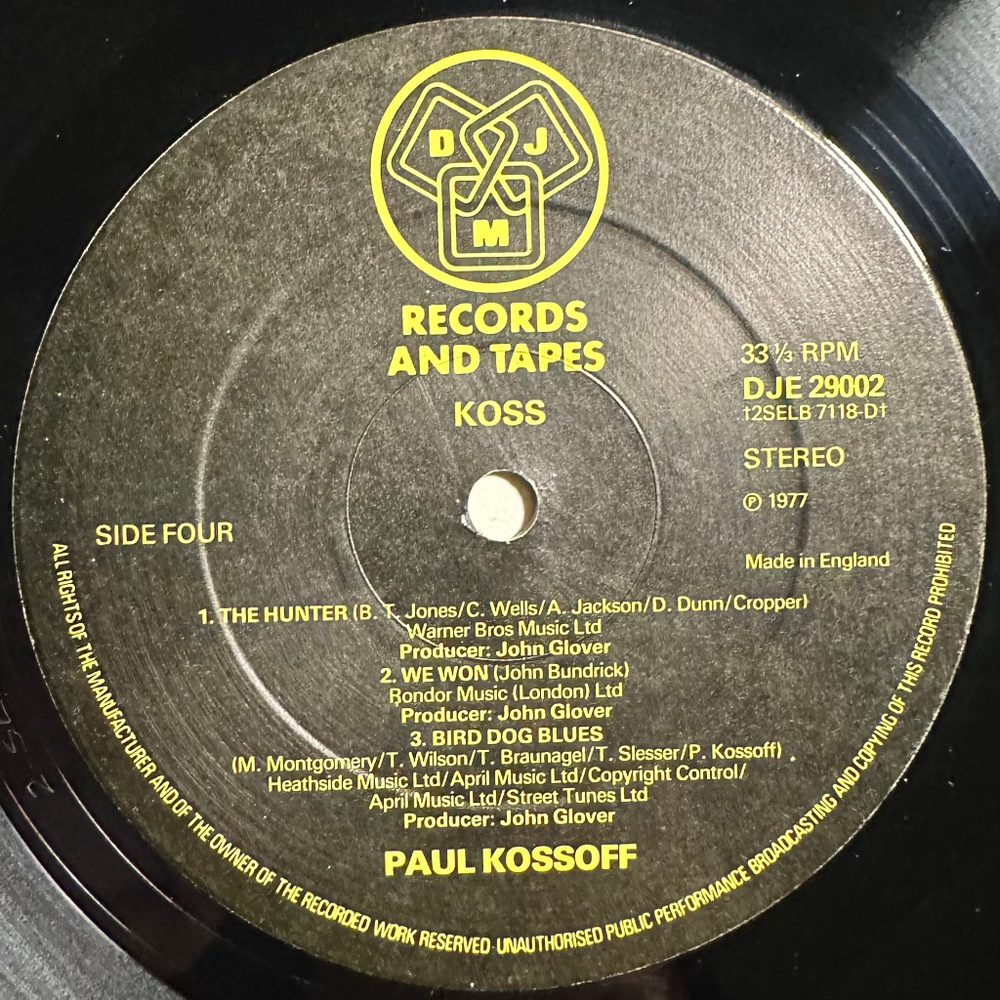 D J
M
RECORDS
AND TAPES
KOSS
33 ⅓ RPM
DJE 29002
†2SELB 7118-D†
STEREO
℗ 1977
SIDE FOUR
Made in England
1. THE HUNTER (B. T. Jones/C. Wells/A. Jackson/D. Dunn/Cropper)
Warner Bros Music Ltd
Producer: John Glover
2. WE WON (John Bundrick)
Rondor Music (London) Ltd
Producer: John Glover
3. BIRD DOG BLUES
(M. Montgomery/T. Wilson/T. Braunagel/T. Slesser/P. Kossoff)
Heathside Music Ltd/April Music Ltd/Copyright Control/
April Music Ltd/Street Tunes Ltd
Producer: John Glover
PAUL KOSSOFF
ALL RIGHTS OF THE MANUFACTURER AND OF THE OWNER OF THE RECORDED WORK RESERVED · UNAUTHORISED PUBLIC PERFORMANCE BROADCASTING AND COPYING OF THIS RECORD PROHIBITED